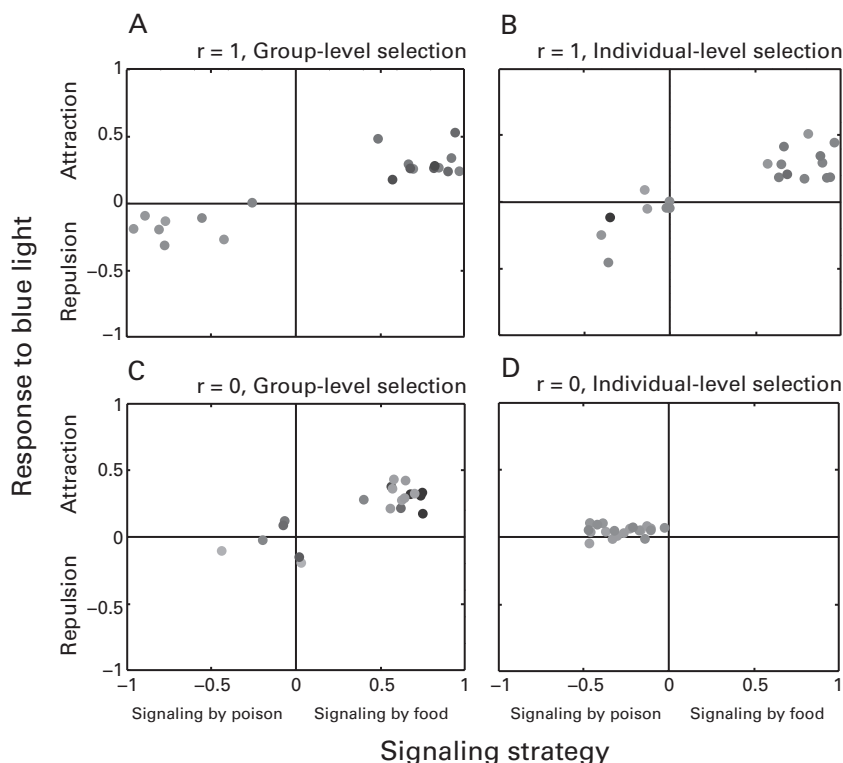 A
B
r = 1, Group-level selection
r = 1, Individual-level selection
1
0.5
0
−0.5
−1
Attraction
Repulsion
C
D
r = 0, Group-level selection
r = 0, Individual-level selection
1
0.5
0
−0.5
−1
Attraction
Repulsion
Response to blue light
−1 −0.5 0 0.5 1
−1 −0.5 0 0.5 1
Signaling by poison Signaling by food
Signaling by poison Signaling by food
Signaling strategy